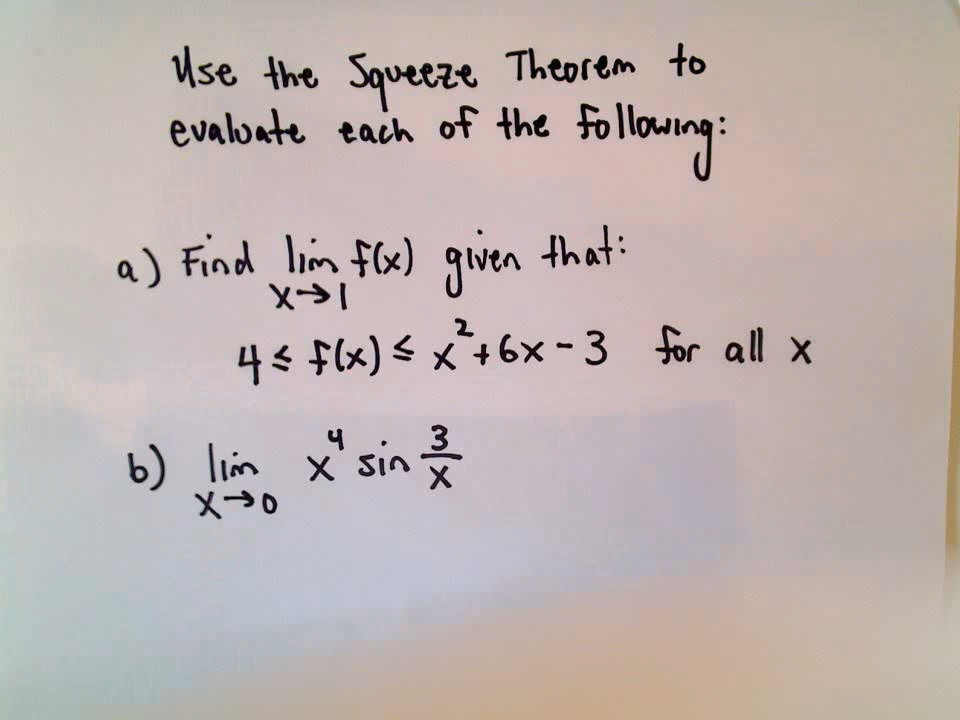 Use the Squeeze Theorem to
evaluate each of the following:
a) Find lim f(x) given that:
x→1
4 ≤ f(x) ≤ x² + 6x - 3 for all x
b) lim x⁴ sin 3/x
x→0